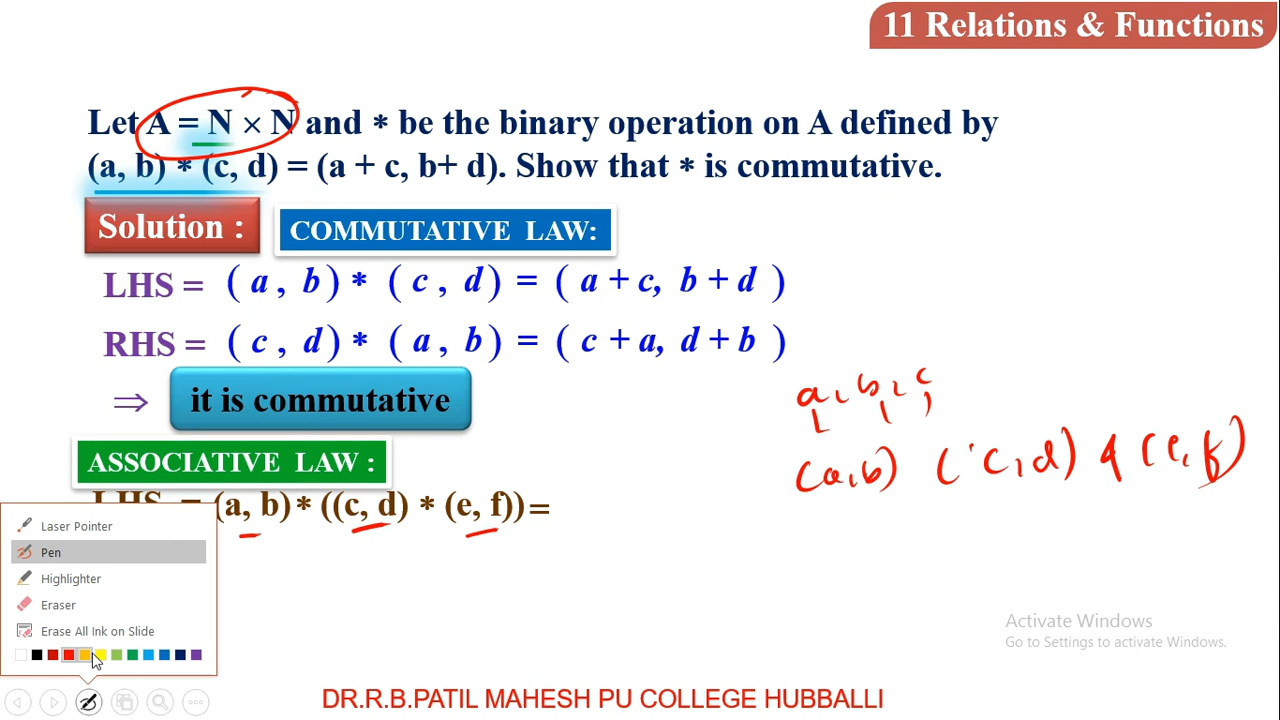 11 Relations & Functions
Let A = N × N and * be the binary operation on A defined by
(a, b) * (c, d) = (a + c, b+ d). Show that * is commutative.
Solution :
COMMUTATIVE LAW:
LHS = ( a , b ) * ( c , d ) = ( a + c, b + d )
RHS = ( c , d ) * ( a , b ) = ( c + a, d + b )
⇒ it is commutative
a, b, c
ASSOCIATIVE LAW :
(a,b) (c,d) & (e,f)
LHS = (a, b)* ((c, d) * (e, f)) =
Laser Pointer
Pen
Highlighter
Eraser
Erase All Ink on Slide
Activate Windows
Go to Settings to activate Windows.
DR.R.B.PATIL MAHESH PU COLLEGE HUBBALLI